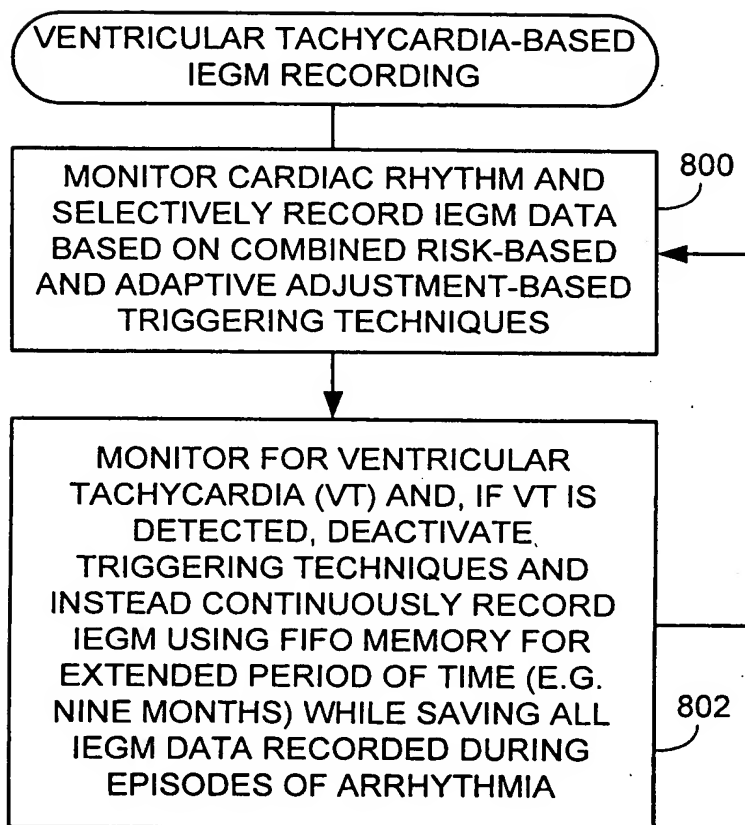 VENTRICULAR TACHYCARDIA-BASED
IEGM RECORDING
800
MONITOR CARDIAC RHYTHM AND
SELECTIVELY RECORD IEGM DATA
BASED ON COMBINED RISK-BASED
AND ADAPTIVE ADJUSTMENT-BASED
TRIGGERING TECHNIQUES
MONITOR FOR VENTRICULAR
TACHYCARDIA (VT) AND, IF VT IS
DETECTED, DEACTIVATE
TRIGGERING TECHNIQUES AND
INSTEAD CONTINUOUSLY RECORD
IEGM USING FIFO MEMORY FOR
EXTENDED PERIOD OF TIME (E.G.
NINE MONTHS) WHILE SAVING ALL
IEGM DATA RECORDED DURING
EPISODES OF ARRHYTHMIA
802